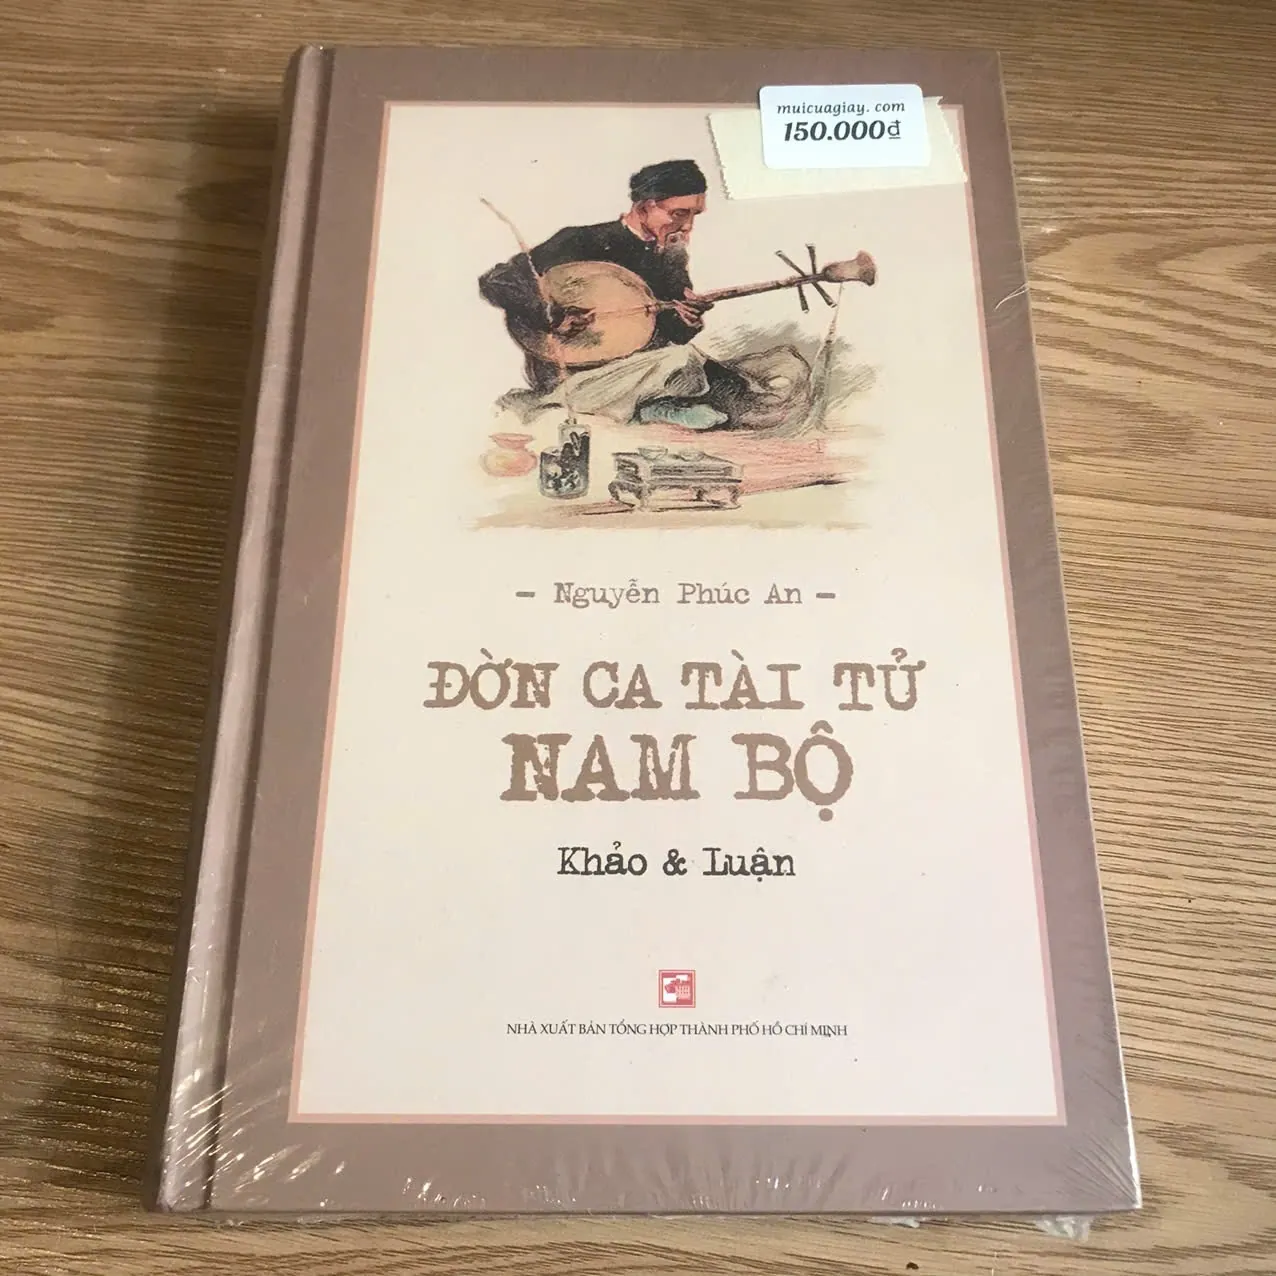 muicuagiay. com
150.000₫
– Nguyễn Phúc An –
ĐỜN CA TÀI TỬ
NAM BỘ
Khảo & Luận
NHÀ XUẤT BẢN TỔNG HỢP THÀNH PHỐ HỒ CHÍ MINH